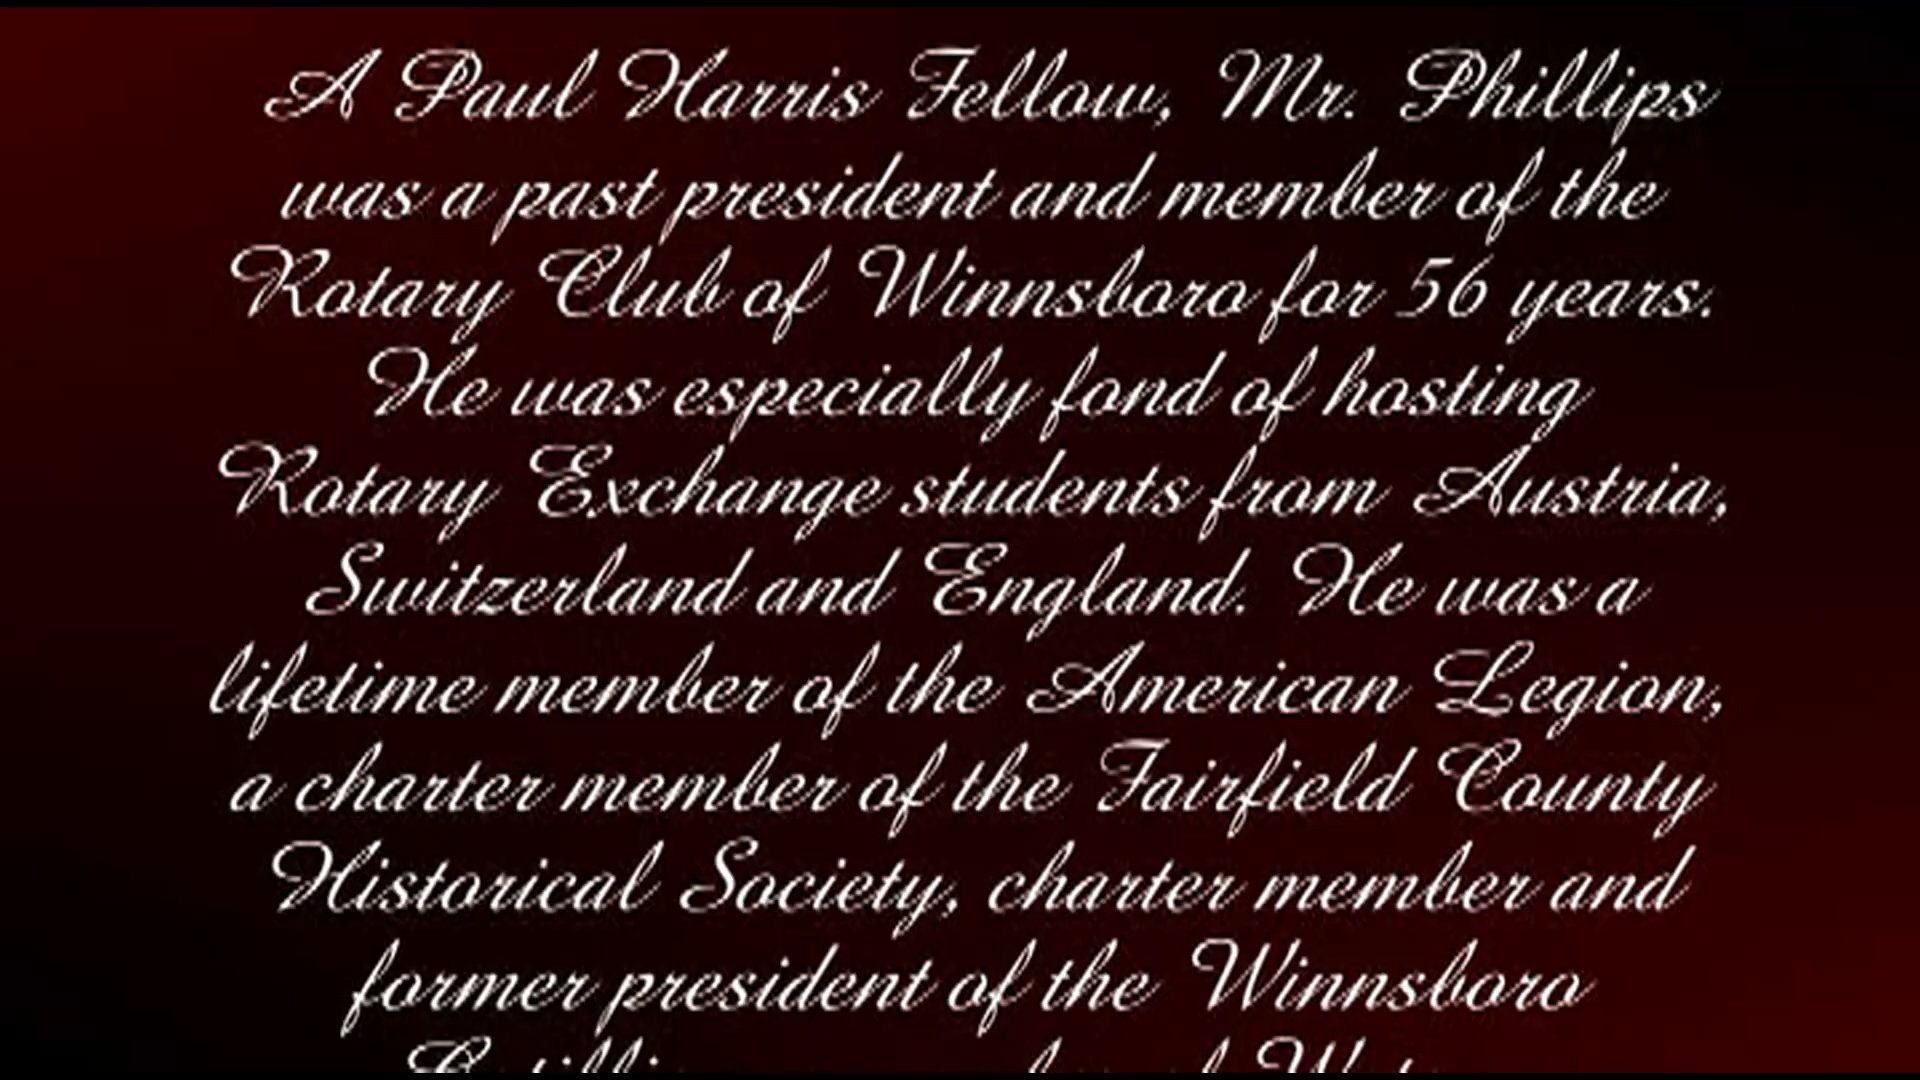 A Paul Harris Fellow, Mr. Phillips
was a past president and member of the
Rotary Club of Winnsboro for 56 years.
He was especially fond of hosting
Rotary Exchange students from Austria,
Switzerland and England. He was a
lifetime member of the American Legion,
a charter member of the Fairfield County
Historical Society, charter member and
former president of the Winnsboro